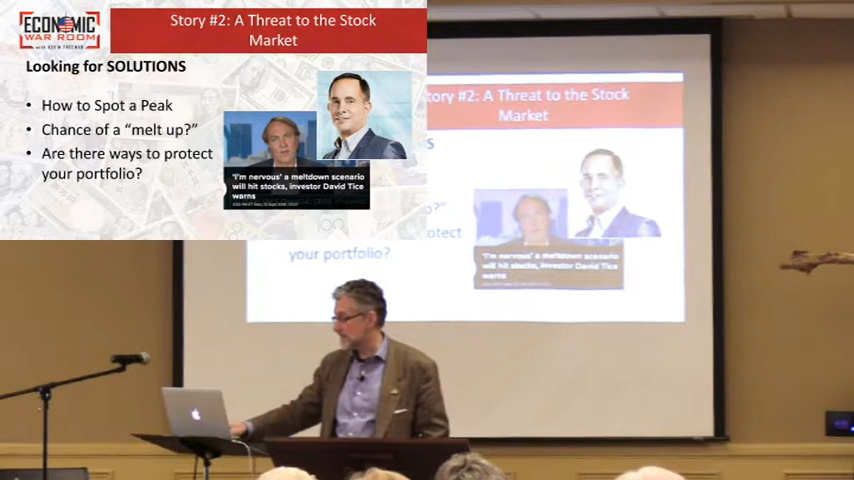 ECONOMIC
WAR ROOM
WITH KEVIN FREEMAN
Story #2: A Threat to the Stock
Market
Looking for SOLUTIONS
• How to Spot a Peak
• Chance of a “melt up?”
• Are there ways to protect
your portfolio?
'I'm nervous' a meltdown scenario
will hit stocks, investor David Tice
warns
tory #2: A Threat to the Stock
Market
S
p?”
otect
your portfolio?
'I'm nervous' a meltdown scenario
will hit stocks, investor David Tice
warns